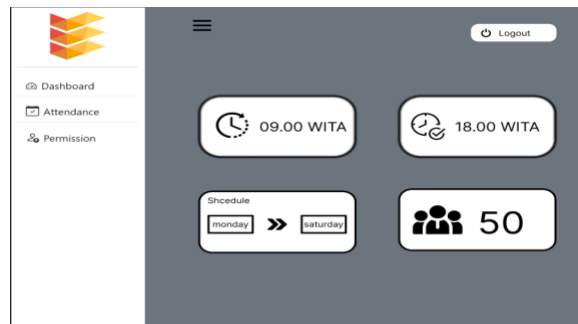 Logout
Dashboard
Attendance
Permission
09.00 WITA
18.00 WITA
Shcedule
monday
saturday
50